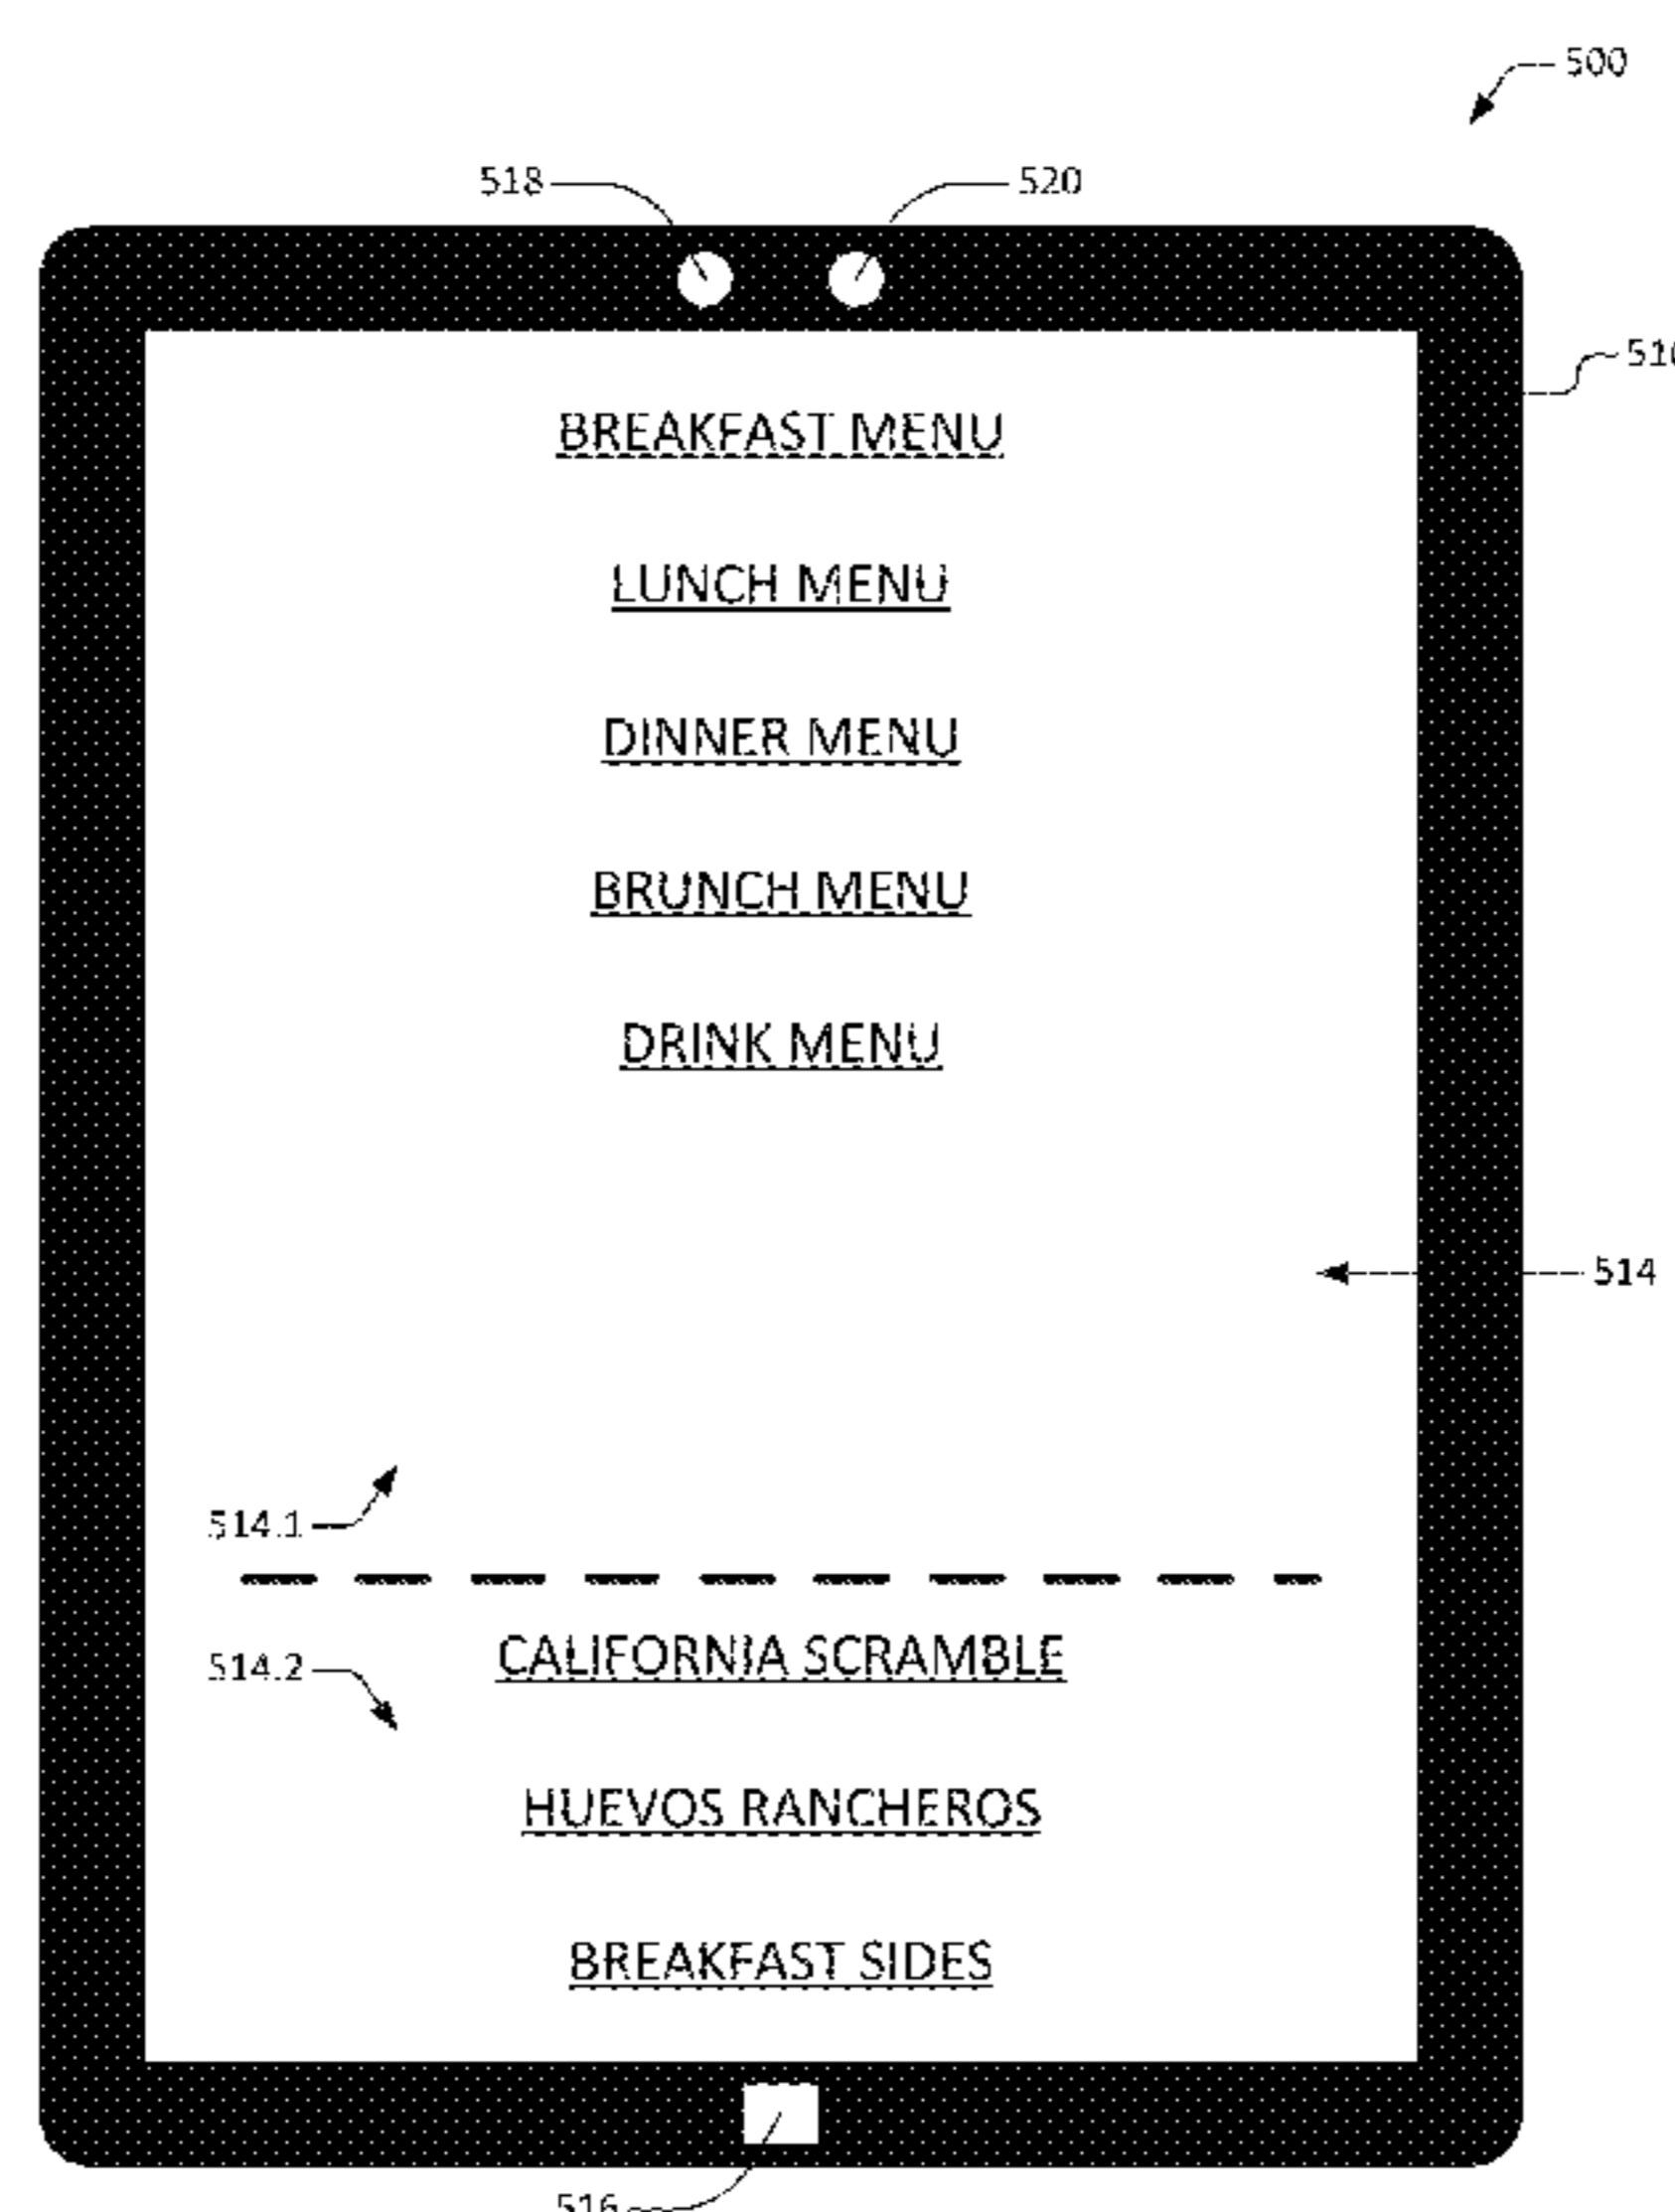 500
518
520
510
BREAKFAST MENU
LUNCH MENU
DINNER MENU
BRUNCH MENU
DRINK MENU
514
514.1
CALIFORNIA SCRAMBLE
514.2
HUEVOS RANCHEROS
BREAKFAST SIDES
516